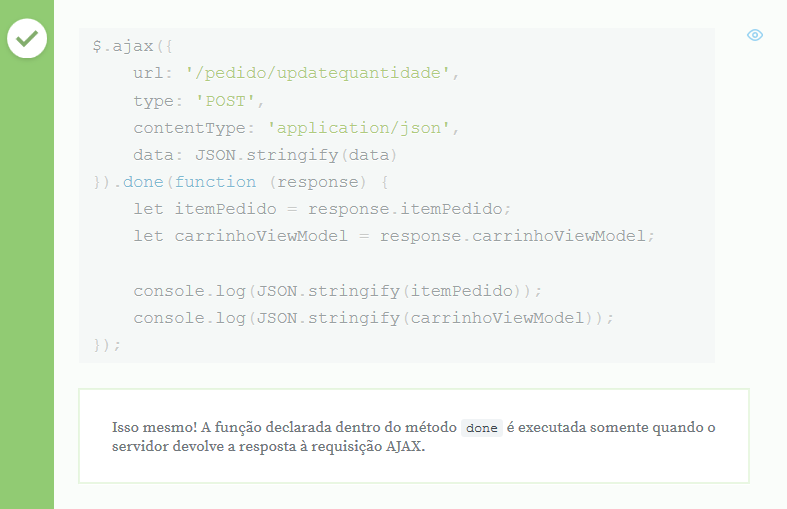 $.ajax({
    url: '/pedido/updatequantidade',
    type: 'POST',
    contentType: 'application/json',
    data: JSON.stringify(data)
}).done(function (response) {
    let itemPedido = response.itemPedido;
    let carrinhoViewModel = response.carrinhoViewModel;

    console.log(JSON.stringify(itemPedido));
    console.log(JSON.stringify(carrinhoViewModel));
});
Isso mesmo! A função declarada dentro do método done é executada somente quando o
servidor devolve a resposta à requisição AJAX.